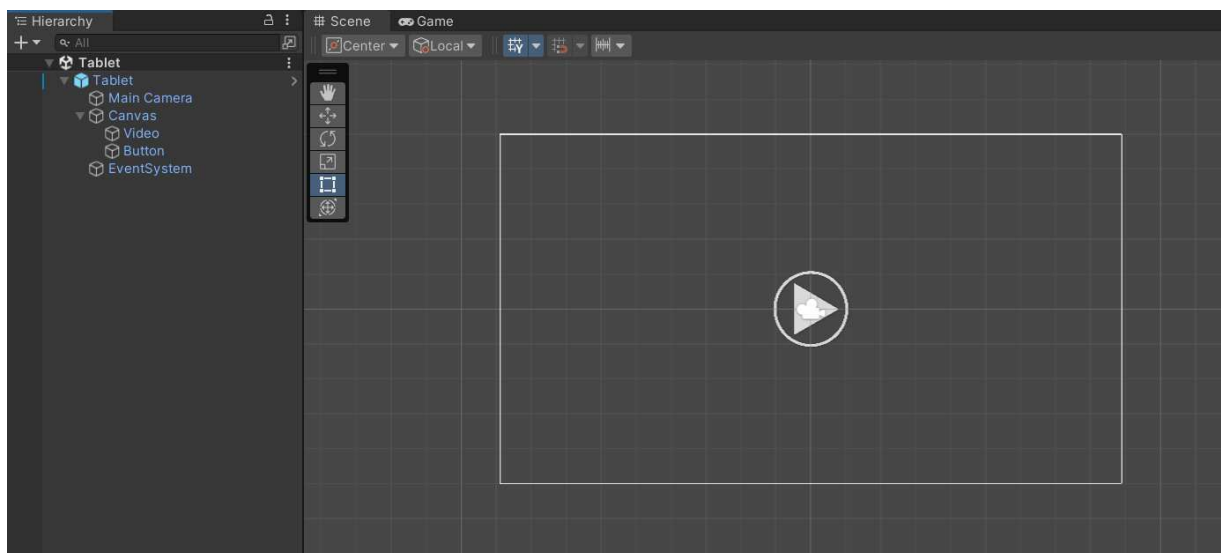 Hierarchy
Scene
Game
All
Center
Local
Tablet
Tablet
Main Camera
Canvas
Video
Button
EventSystem